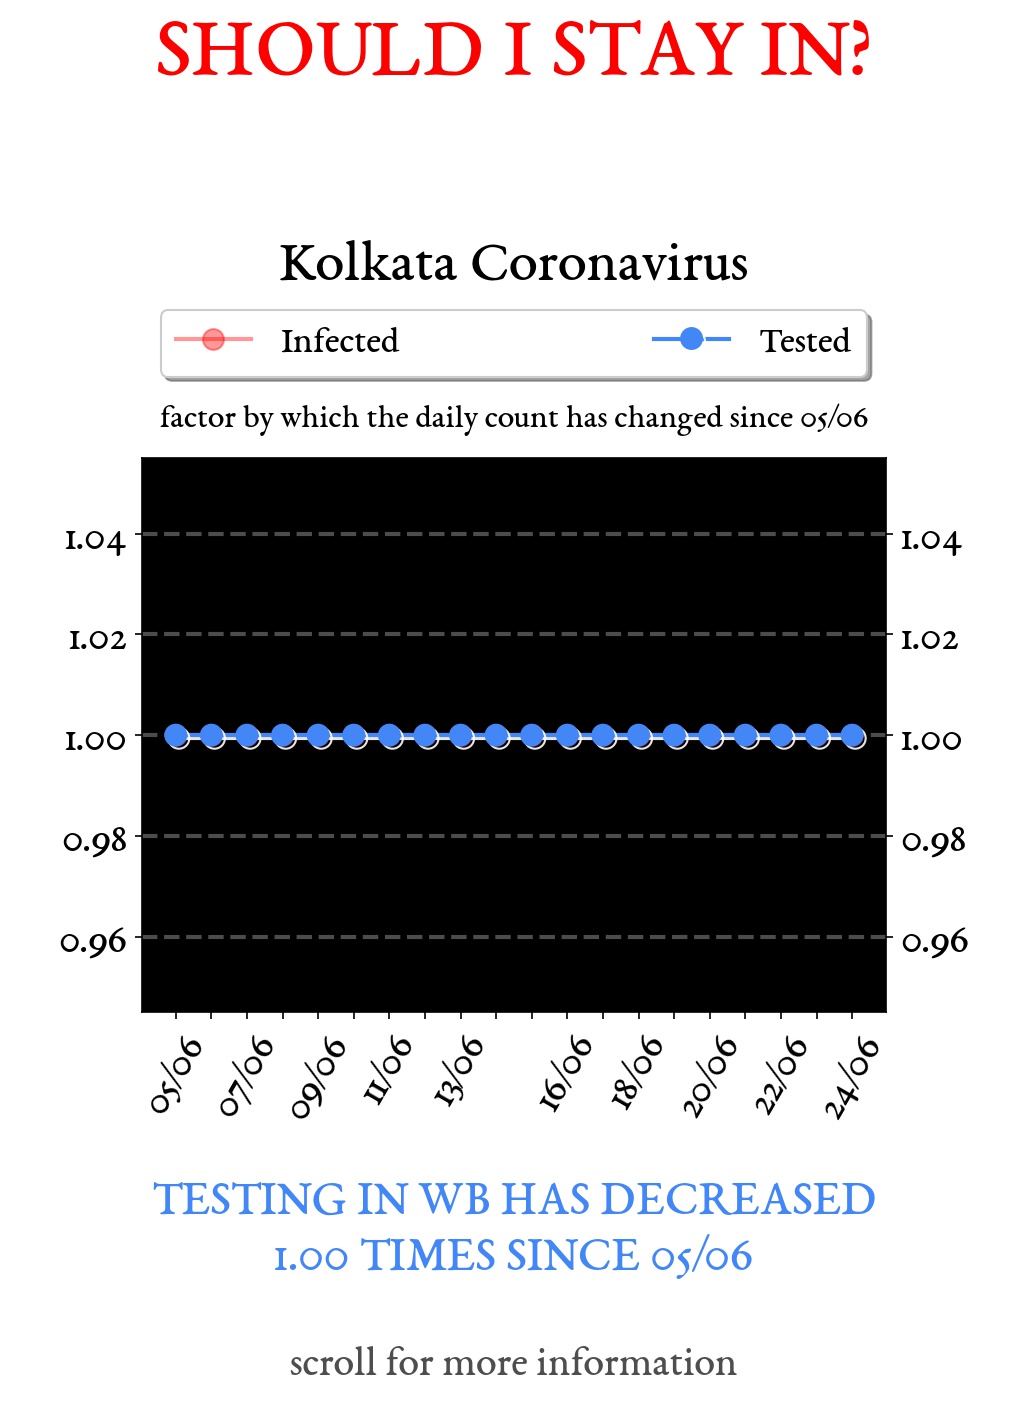 SHOULD I STAY IN?
Kolkata Coronavirus
Infected Tested
factor by which the daily count has changed since 05/06
1.04 1.04
1.02 1.02
1.00 1.00
0.98 0.98
0.96 0.96
05/06 07/06 09/06 11/06 13/06 16/06 18/06 20/06 22/06 24/06
TESTING IN WB HAS DECREASED
1.00 TIMES SINCE 05/06
scroll for more information